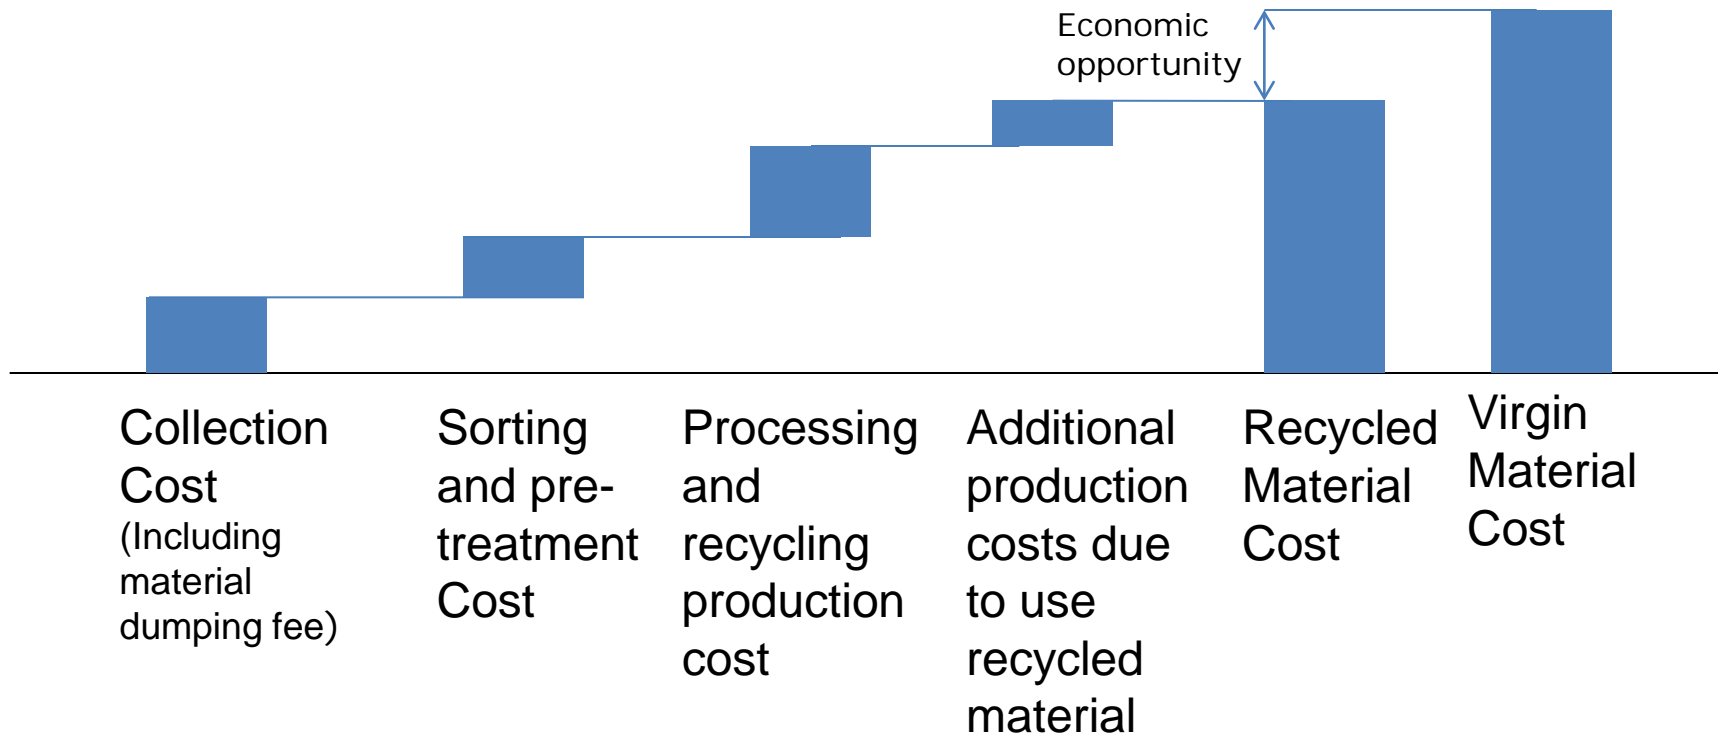 Economic
opportunity
Collection
Cost
(Including
material
dumping fee)
Sorting
and pre-
treatment
Cost
Processing
and
recycling
production
cost
Additional
production
costs due
to use
recycled
material
Recycled
Material
Cost
Virgin
Material
Cost